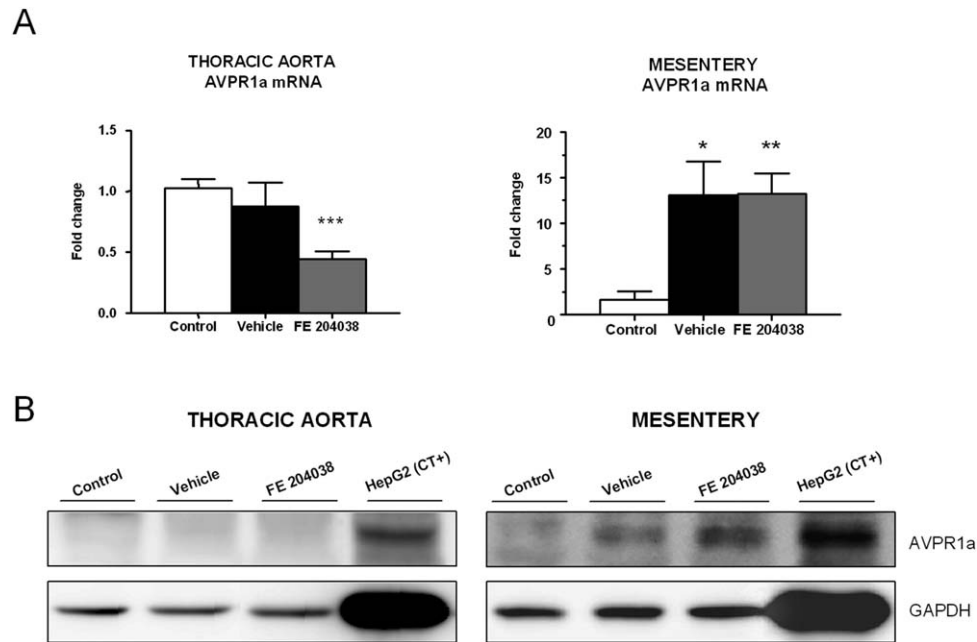 A
THORACIC AORTA
AVPR1a mRNA
Fold change
1.5
1.0
0.5
0.0
***
Control Vehicle FE 204038
MESENTERY
AVPR1a mRNA
Fold change
20
15
10
5
0
* **
Control Vehicle FE 204038
B
THORACIC AORTA
Control Vehicle FE 204038 HepG2 (CT+)
MESENTERY
Control Vehicle FE 204038 HepG2 (CT+)
AVPR1a
GAPDH